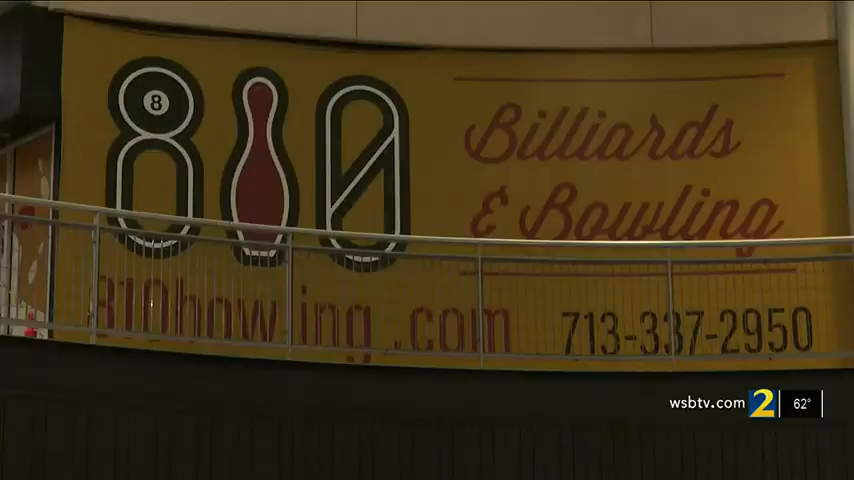 810
8
Billiards
& Bowling
810bowling.com
713-337-2950
wsbtv.com 2 62°